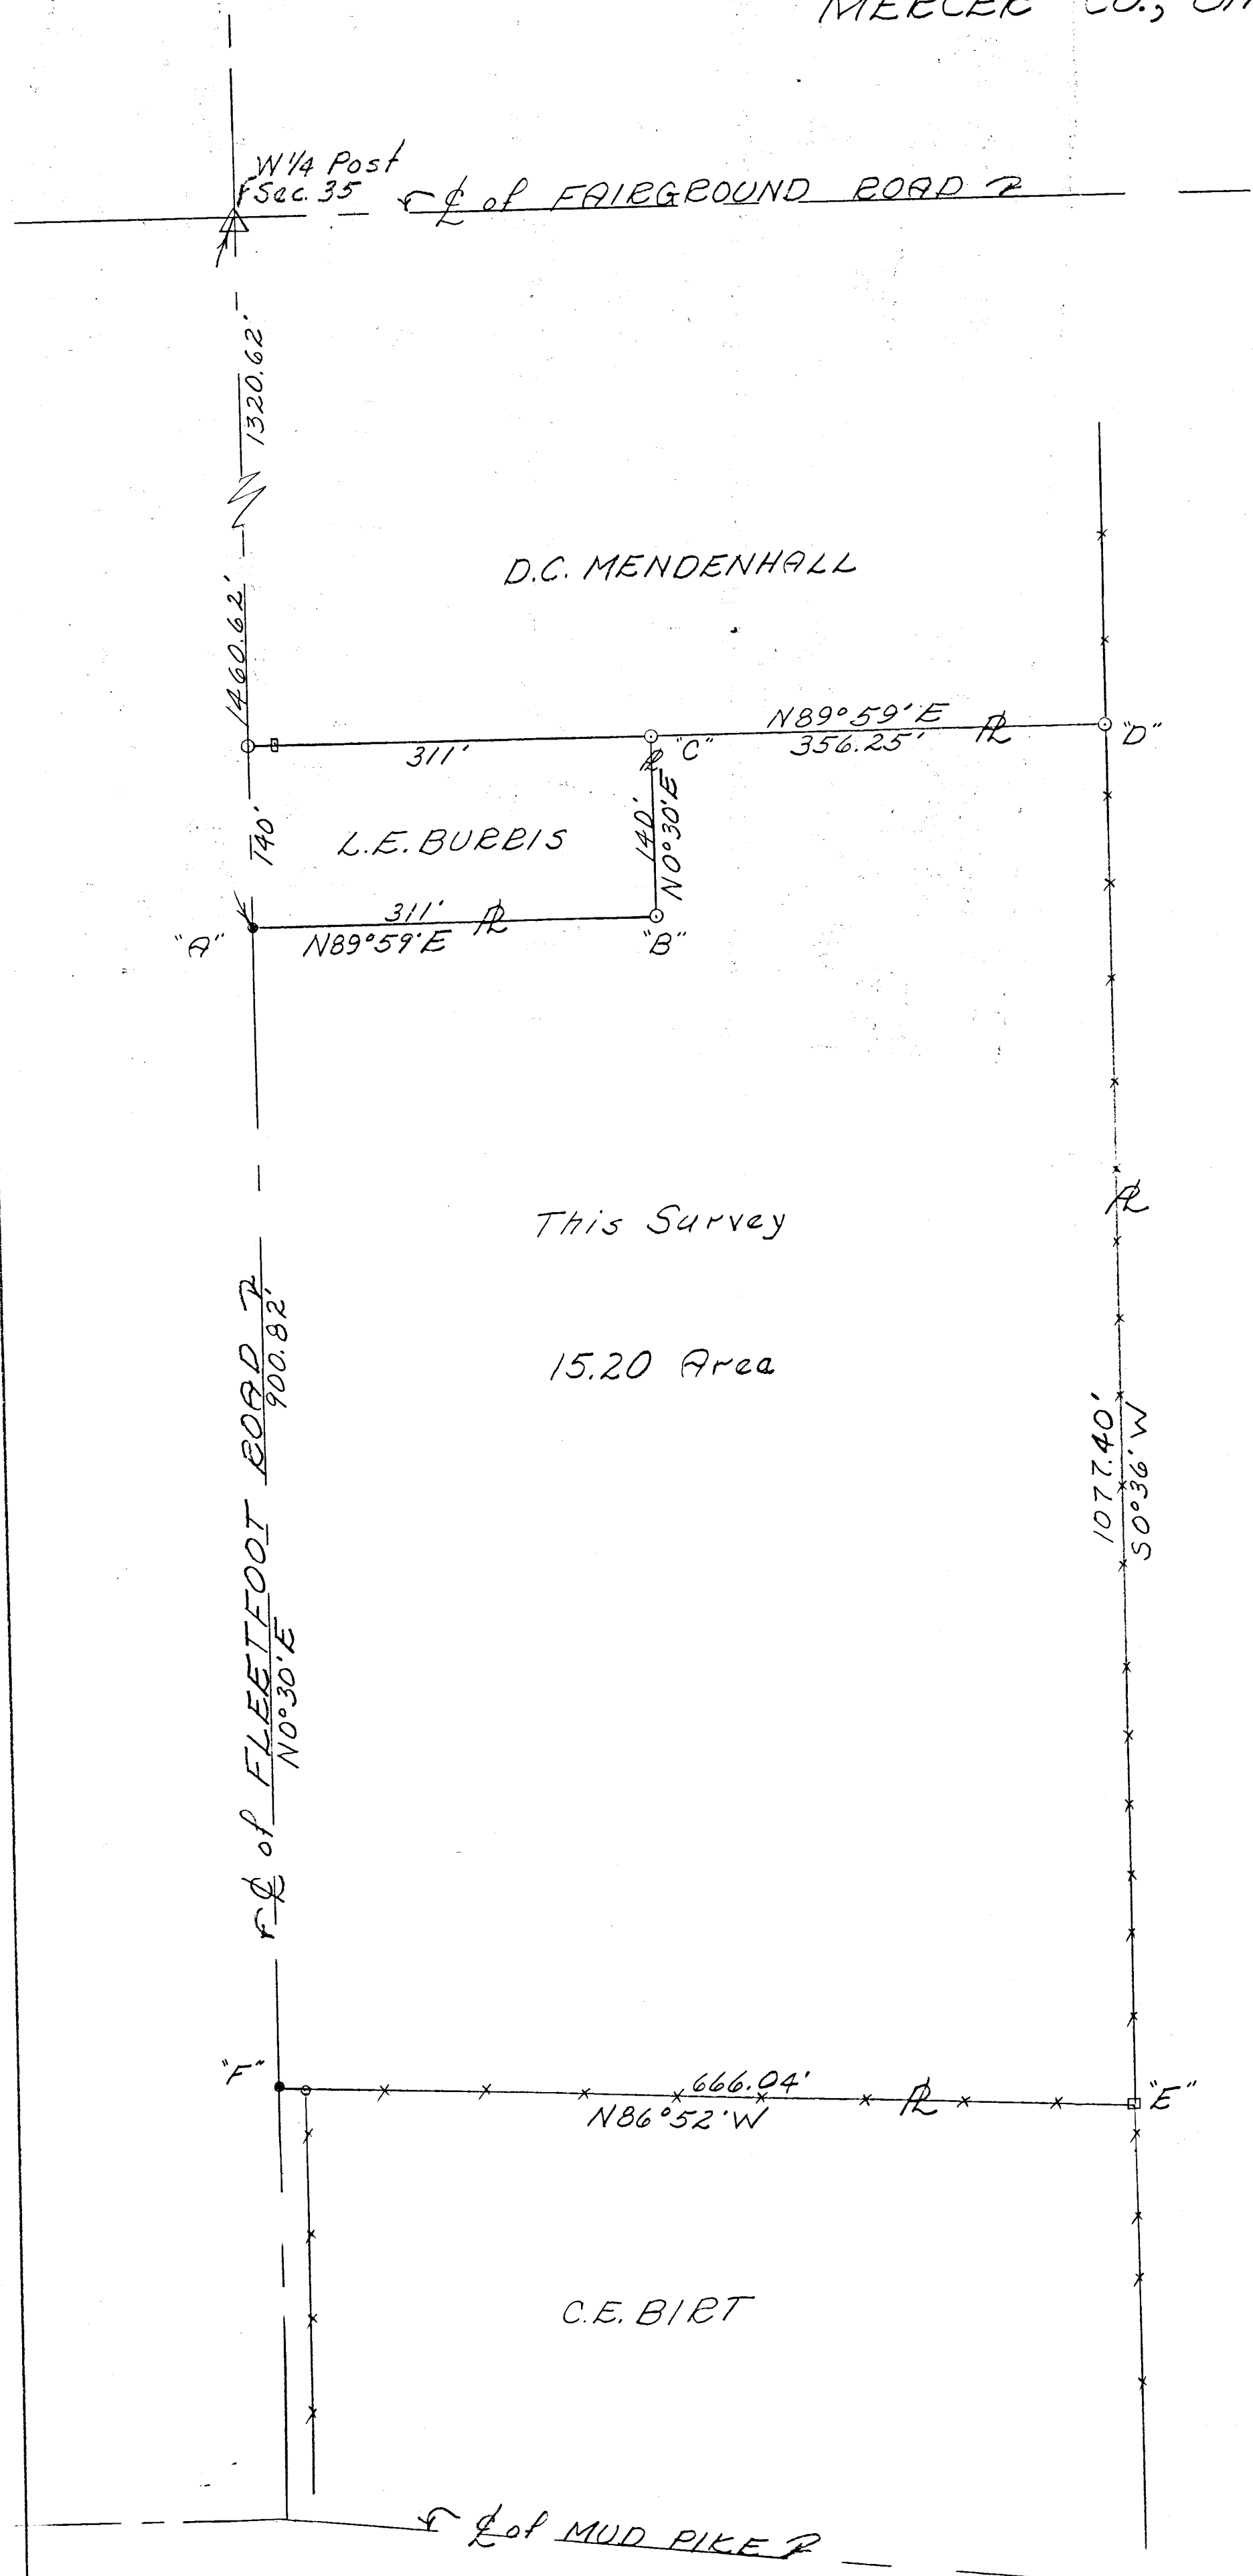 MERCER CO.,
W 1/4 Post
Sec. 35
℄ of FAIRGROUND ROAD
1320.62'
D.C. MENDENHALL
1460.62'
N89°59'E
356.25'
℄ "C"
"D"
311'
140'
L.E. BURRIS
140'
N0°30'E
311'
N89°59'E
"A"
"B"
This Survey
15.20 Area
℄ of FLEETFOOT ROAD
900.82'
N0°30'E
1077.40'
S0°36'W
"F"
666.04'
N86°52'W
"E"
C.E. BIRT
℄ of MUD PIKE